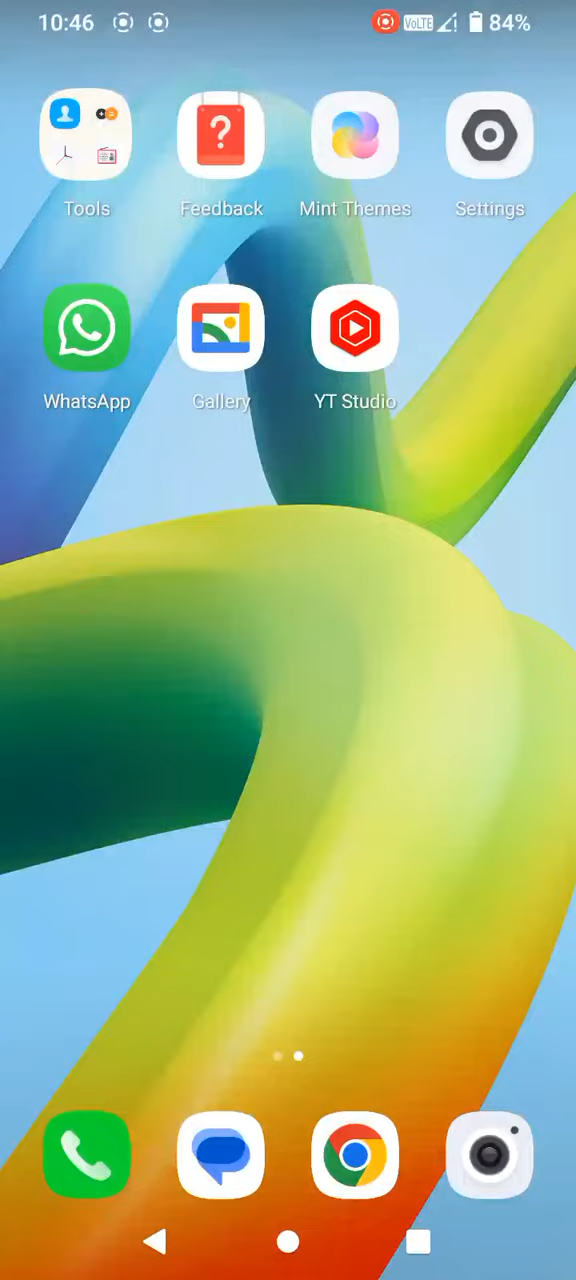 10:46 VoLTE 84%
Tools Feedback Mint Themes Settings
WhatsApp Gallery YT Studio